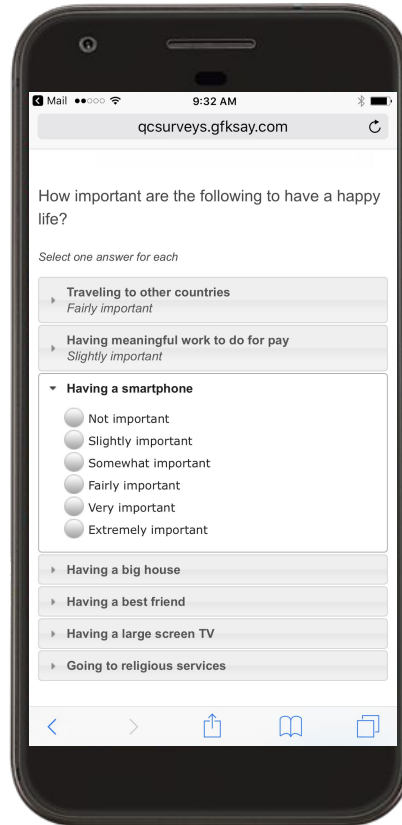 Mail 9:32 AM
qcsurveys.gfksay.com
How important are the following to have a happy
life?
Select one answer for each
Traveling to other countries
Fairly important
Having meaningful work to do for pay
Slightly important
Having a smartphone
Not important
Slightly important
Somewhat important
Fairly important
Very important
Extremely important
Having a big house
Having a best friend
Having a large screen TV
Going to religious services